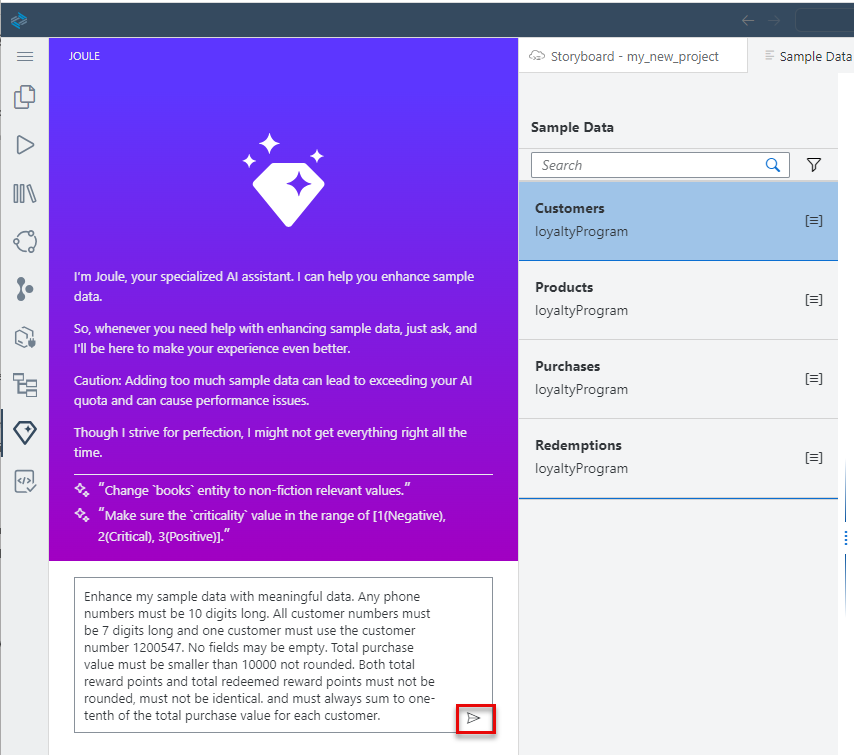 JOULE
I'm Joule, your specialized AI assistant. I can help you enhance sample
data.
So, whenever you need help with enhancing sample data, just ask, and
I'll be here to make your experience even better.
Caution: Adding too much sample data can lead to exceeding your AI
quota and can cause performance issues.
Though I strive for perfection, I might not get everything right all the
time.
"Change `books` entity to non-fiction relevant values."
"Make sure the `criticality` value in the range of [1(Negative),
2(Critical), 3(Positive)]."
Enhance my sample data with meaningful data. Any phone
numbers must be 10 digits long. All customer numbers must
be 7 digits long and one customer must use the customer
number 1200547. No fields may be empty. Total purchase
value must be smaller than 10000 not rounded. Both total
reward points and total redeemed reward points must not be
rounded, must not be identical. and must always sum to one-
tenth of the total purchase value for each customer.
Storyboard - my_new_project
Sample Data
Sample Data
Search
Customers
loyaltyProgram
Products
loyaltyProgram
Purchases
loyaltyProgram
Redemptions
loyaltyProgram